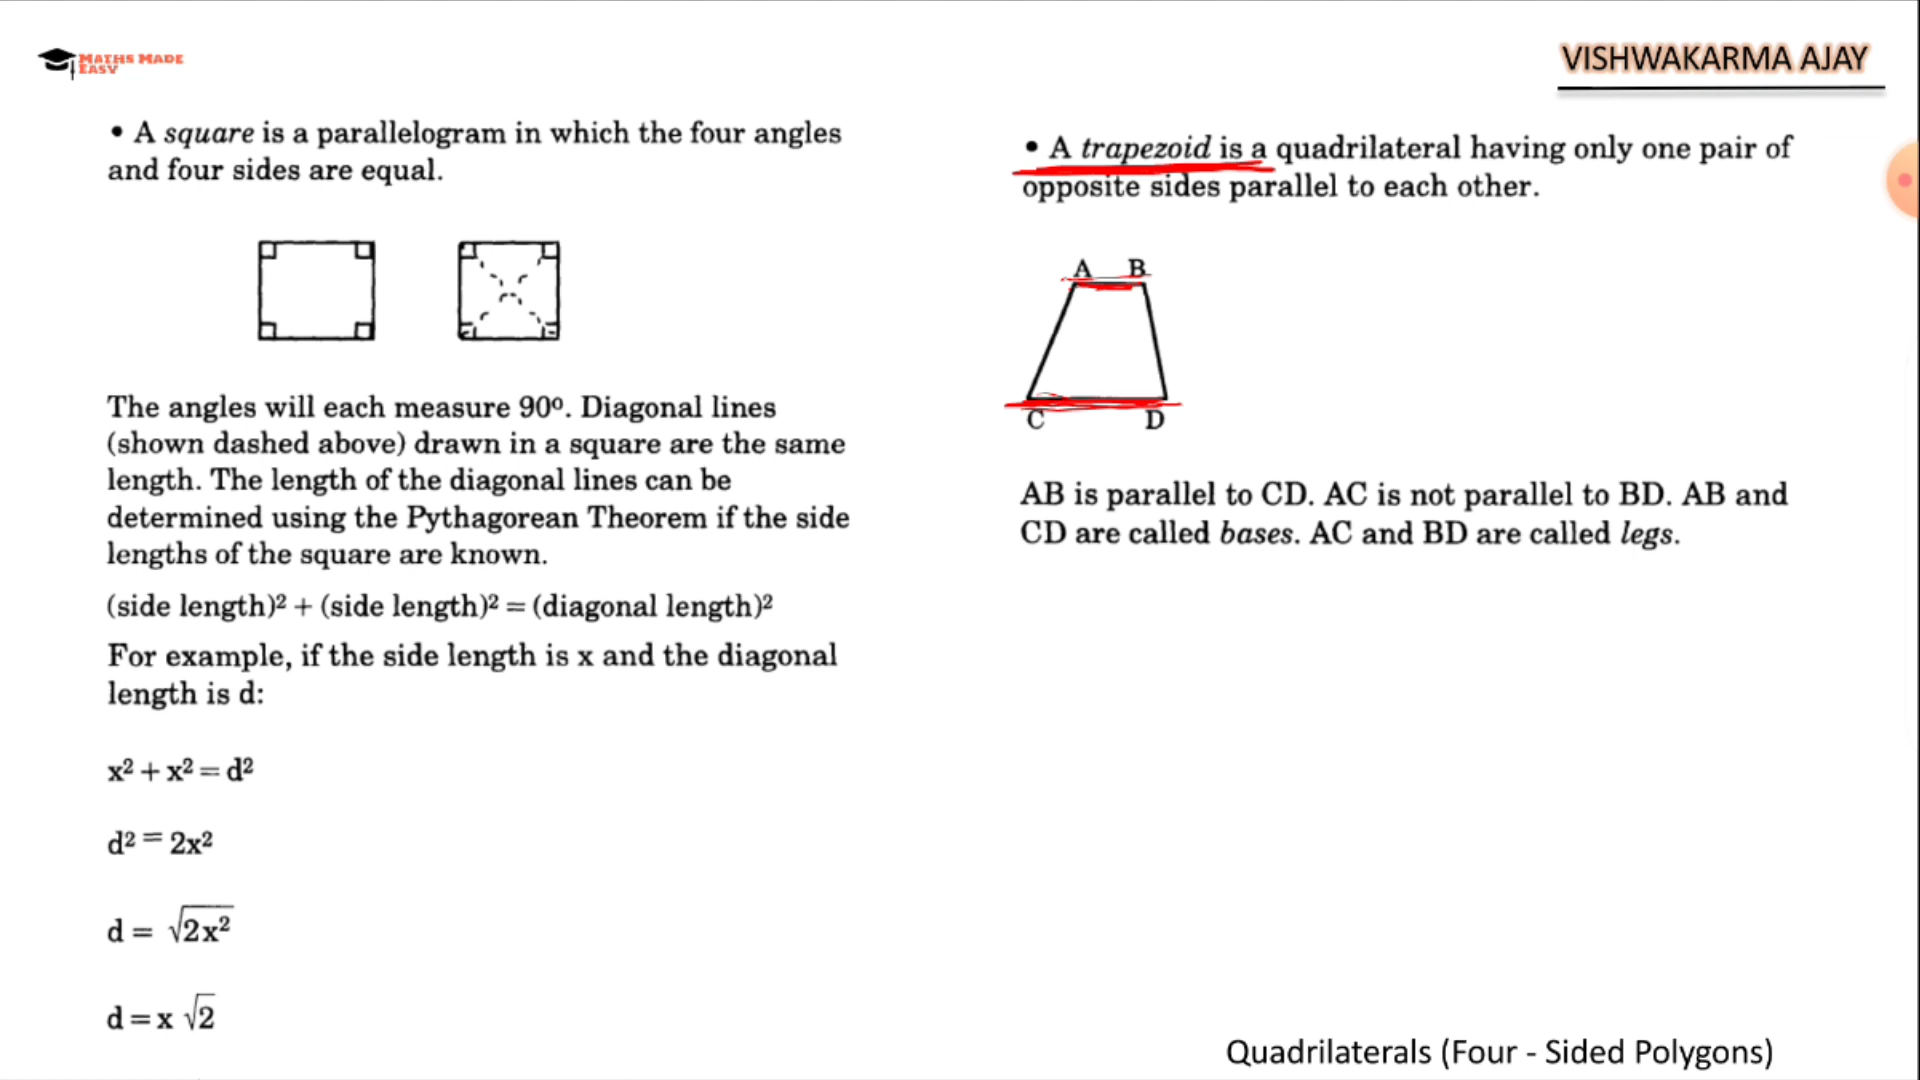 MATHS MADE
EASY
VISHWAKARMA AJAY
• A square is a parallelogram in which the four angles
and four sides are equal.
The angles will each measure 90º. Diagonal lines
(shown dashed above) drawn in a square are the same
length. The length of the diagonal lines can be
determined using the Pythagorean Theorem if the side
lengths of the square are known.
(side length)² + (side length)² = (diagonal length)²
For example, if the side length is x and the diagonal
length is d:
x² + x² = d²
d² = 2x²
d = √2x²
d = x √2
• A trapezoid is a quadrilateral having only one pair of
opposite sides parallel to each other.
A B
C D
AB is parallel to CD. AC is not parallel to BD. AB and
CD are called bases. AC and BD are called legs.
Quadrilaterals (Four - Sided Polygons)